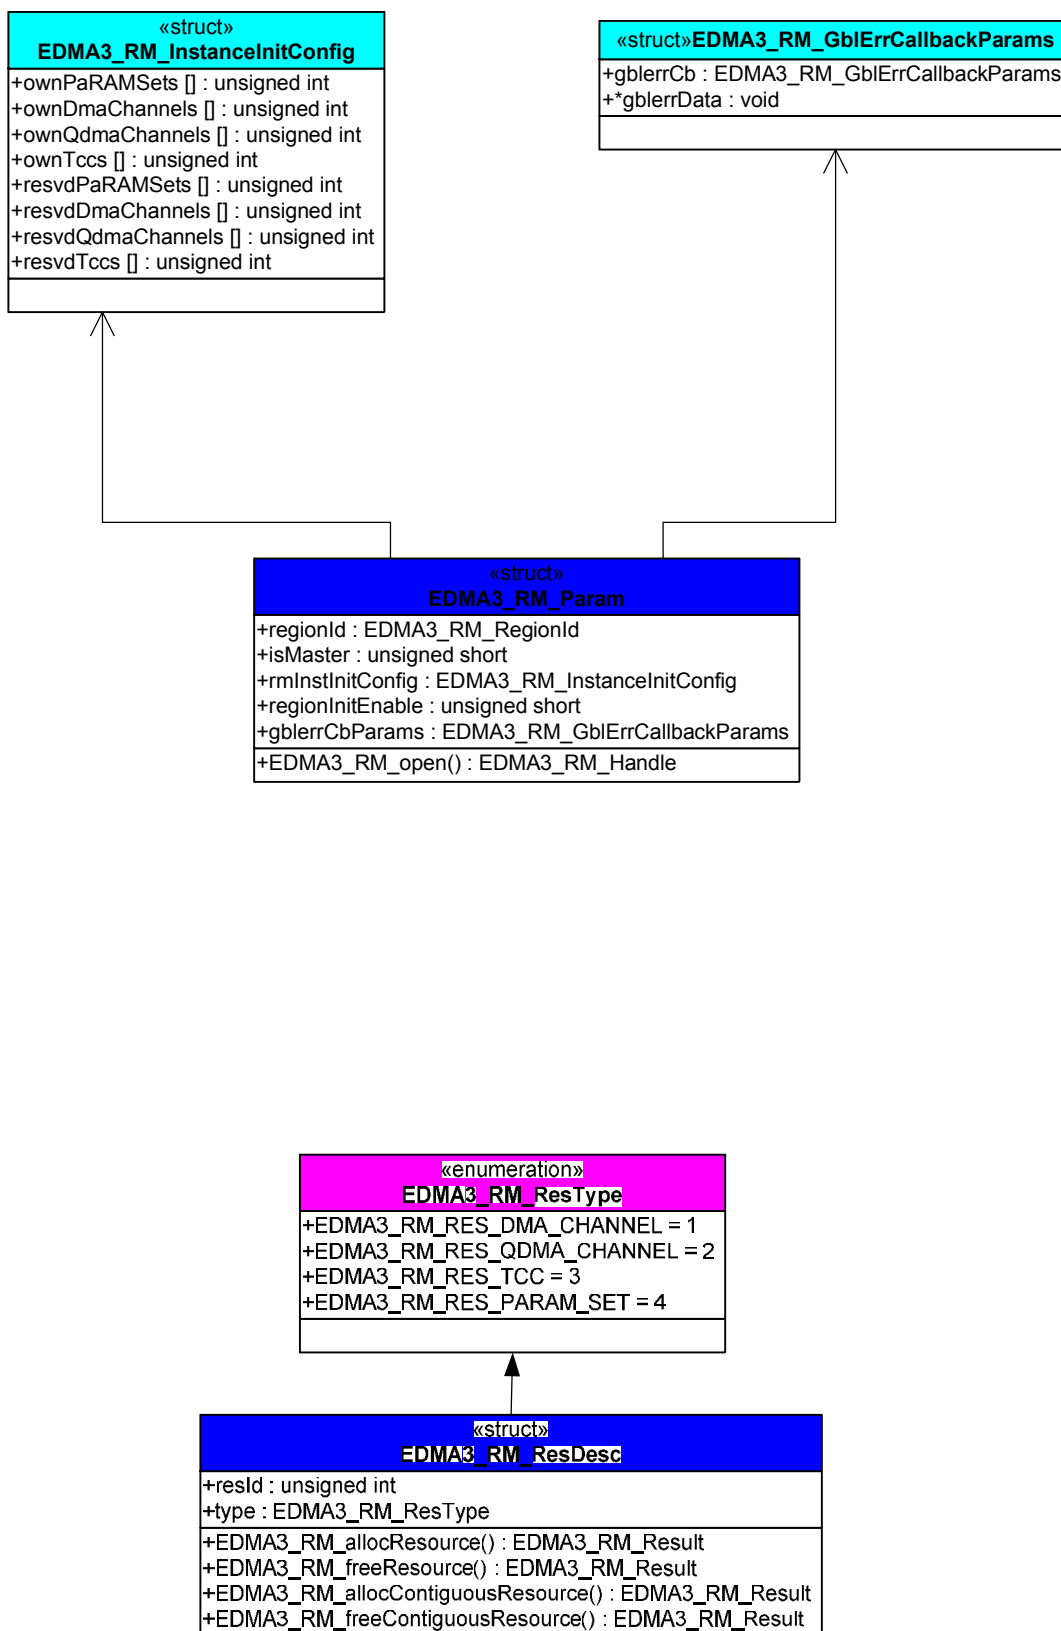 «struct»
EDMA3_RM_InstanceInitConfig
+ownPaRAMSets [] : unsigned int
+ownDmaChannels [] : unsigned int
+ownQdmaChannels [] : unsigned int
+ownTccs [] : unsigned int
+resvdPaRAMSets [] : unsigned int
+resvdDmaChannels [] : unsigned int
+resvdQdmaChannels [] : unsigned int
+resvdTccs [] : unsigned int
«struct»EDMA3_RM_GblErrCallbackParams
+gblerrCb : EDMA3_RM_GblErrCallbackParams
+*gblerrData : void
«struct»
EDMA3_RM_Param
+regionId : EDMA3_RM_RegionId
+isMaster : unsigned short
+rmInstInitConfig : EDMA3_RM_InstanceInitConfig
+regionInitEnable : unsigned short
+gblerrCbParams : EDMA3_RM_GblErrCallbackParams
+EDMA3_RM_open() : EDMA3_RM_Handle
«enumeration»
EDMA3_RM_ResType
+EDMA3_RM_RES_DMA_CHANNEL = 1
+EDMA3_RM_RES_QDMA_CHANNEL = 2
+EDMA3_RM_RES_TCC = 3
+EDMA3_RM_RES_PARAM_SET = 4
«struct»
EDMA3_RM_ResDesc
+resId : unsigned int
+type : EDMA3_RM_ResType
+EDMA3_RM_allocResource() : EDMA3_RM_Result
+EDMA3_RM_freeResource() : EDMA3_RM_Result
+EDMA3_RM_allocContiguousResource() : EDMA3_RM_Result
+EDMA3_RM_freeContiguousResource() : EDMA3_RM_Result